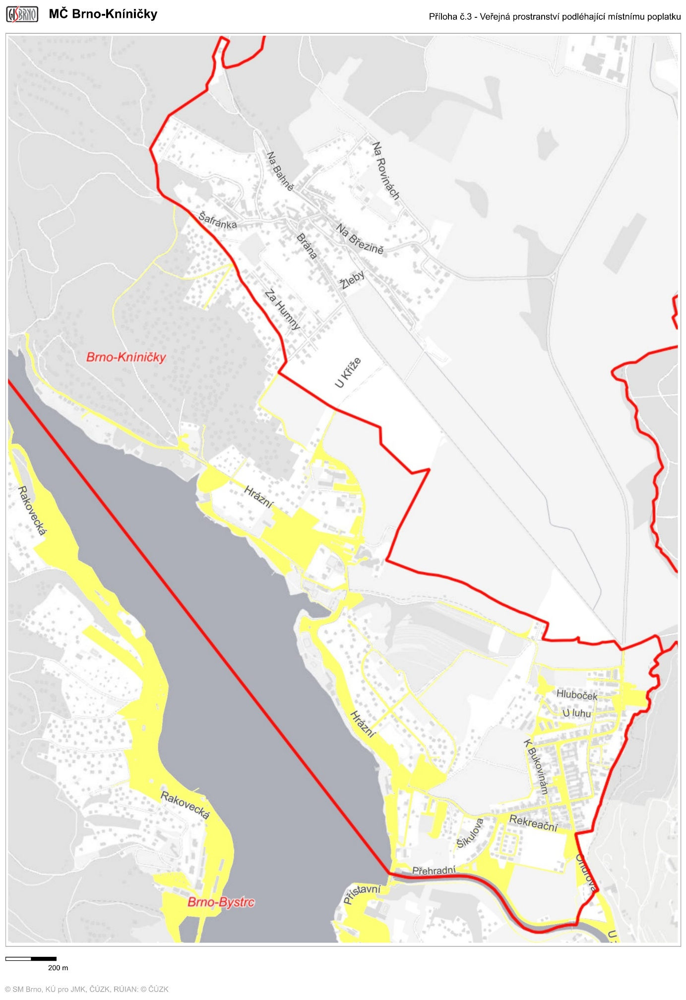 GISBRNO
MČ Brno-Kníničky
Příloha č.3 - Veřejná prostranství podléhající místnímu poplatku
Na Bahně
Na Rovinách
Šafránka
Brána
Na Březině
Žleby
Za Humny
Brno-Kníničky
U Kříže
Rakovecká
Hrázní
Hluboček
U luhu
Hrázní
K Bukovinám
Rakovecká
Rekreační
Šikulova
Ondrova
Přehradní
Přístavní
Brno-Bystrc
U
200 m
© SM Brno, KÚ pro JMK, ČÚZK, RÚIAN: © ČÚZK